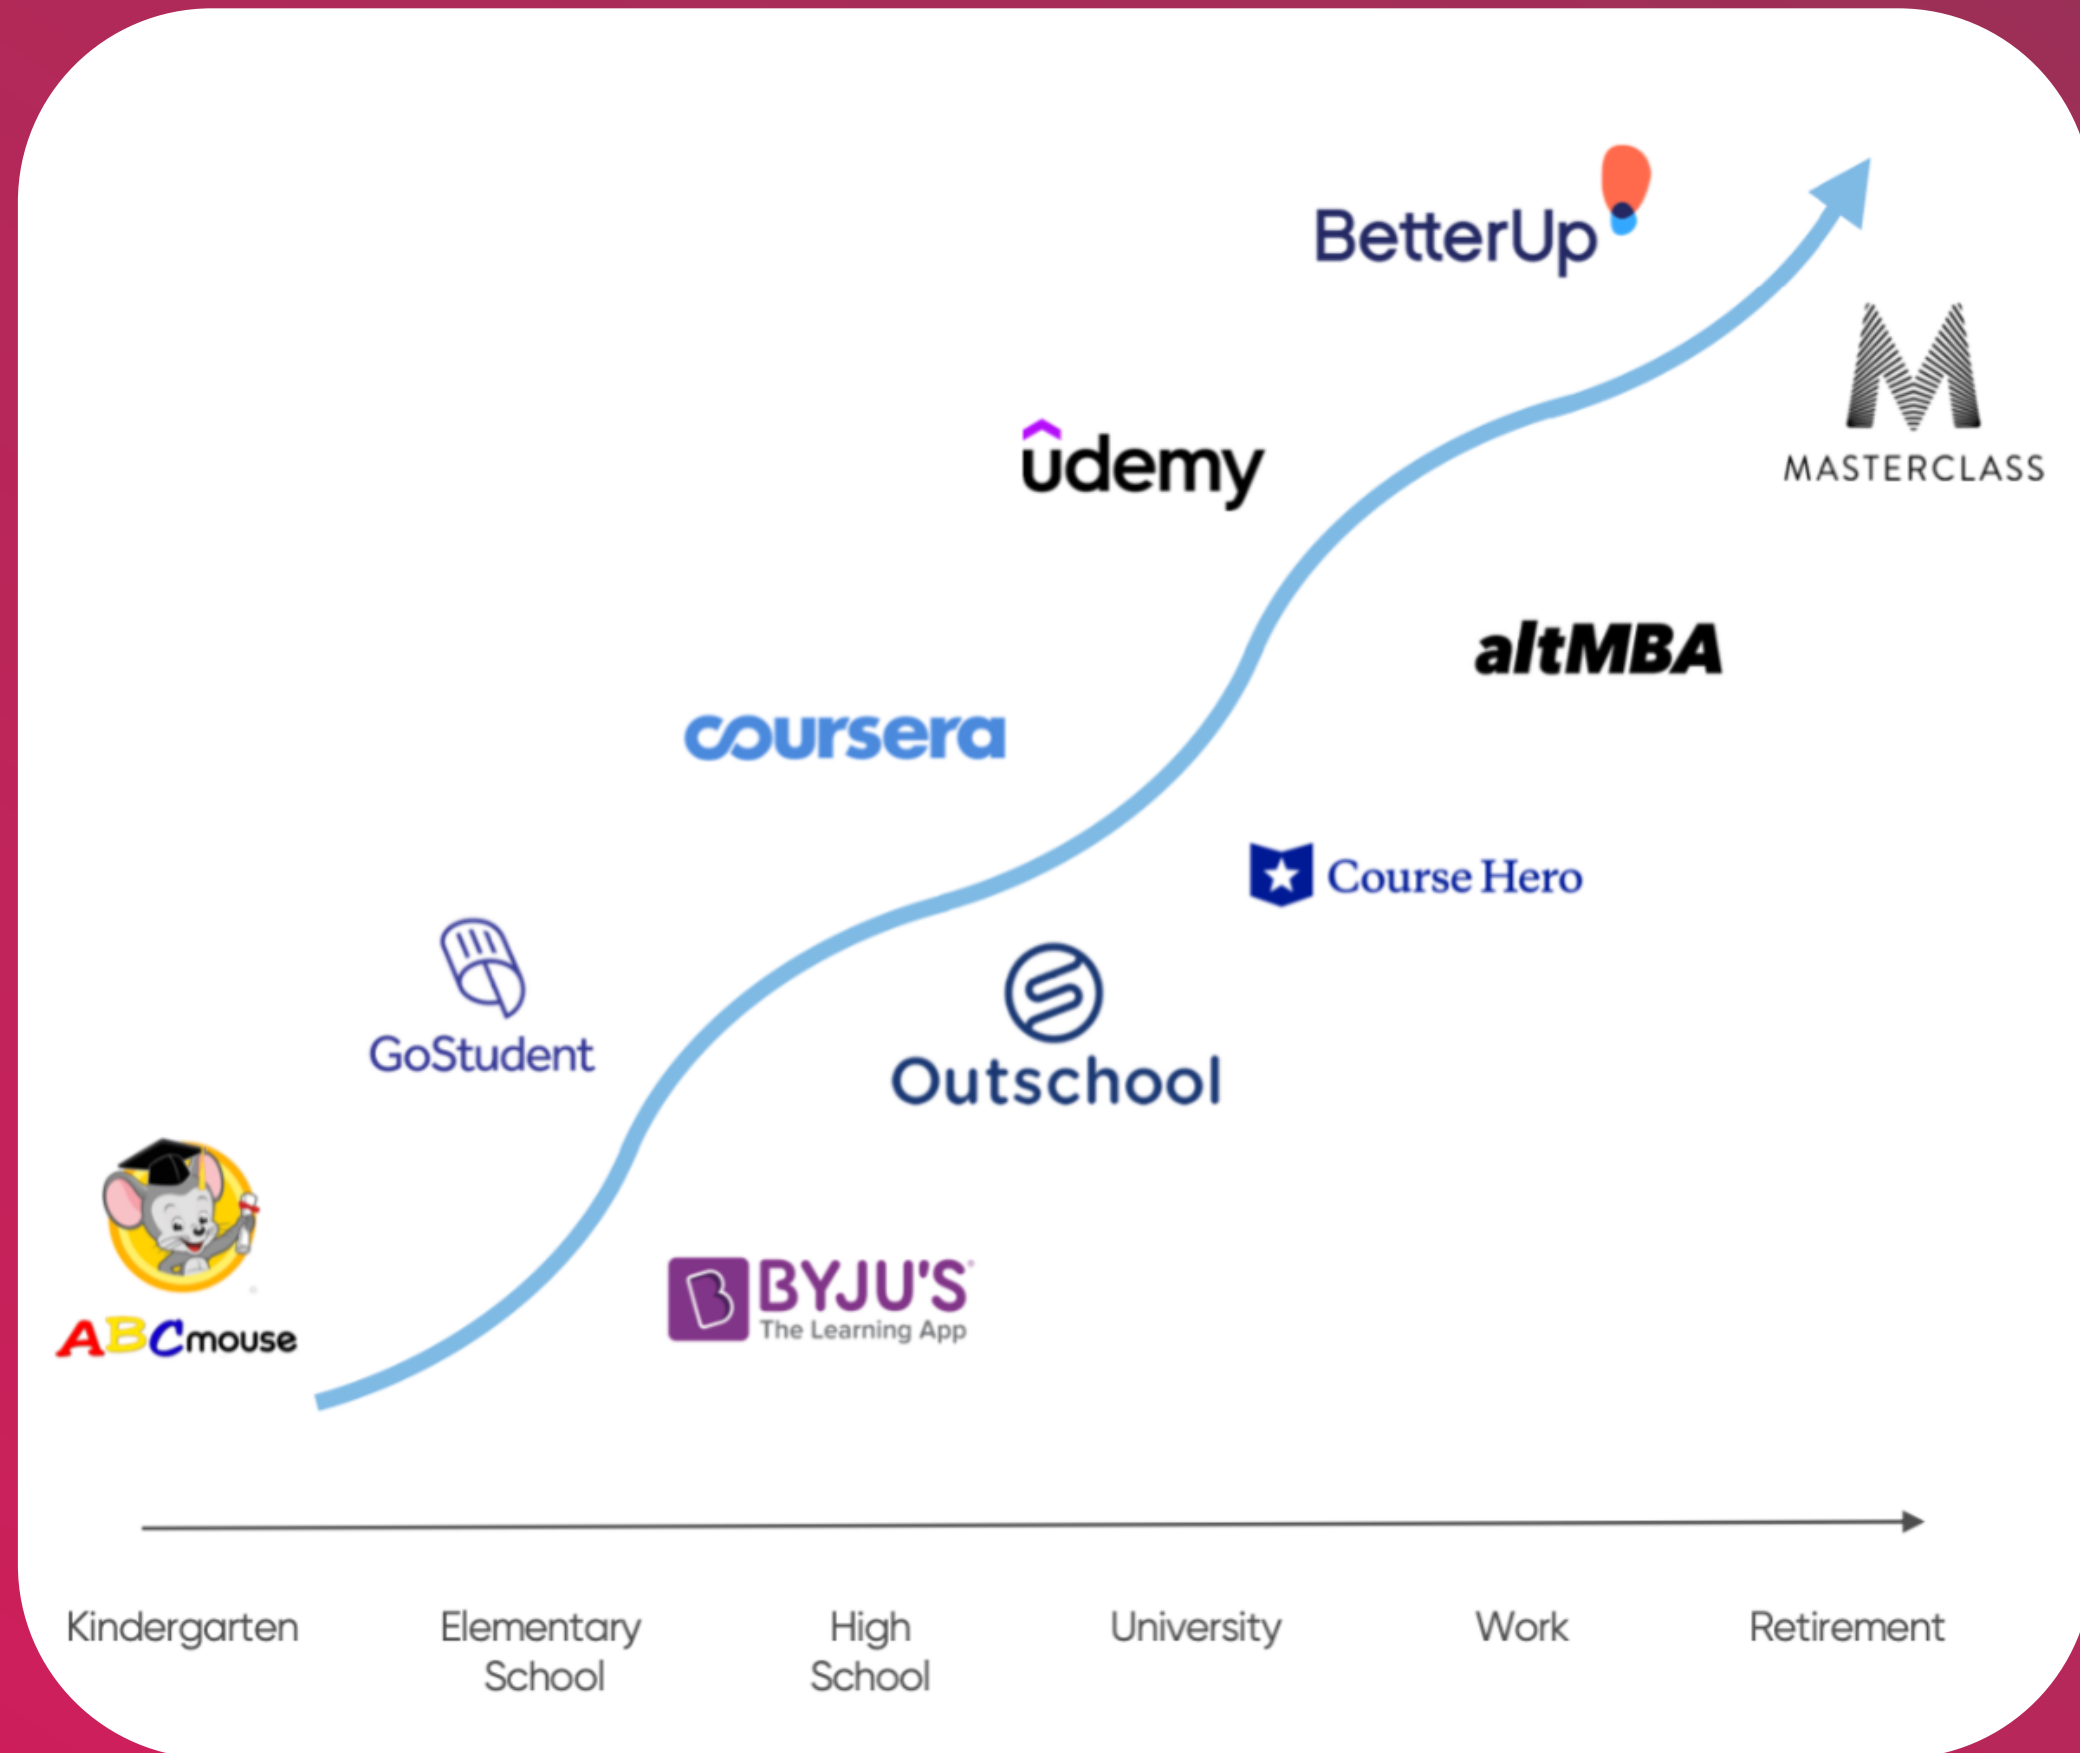 BetterUp
MASTERCLASS
udemy
altMBA
coursera
Course Hero
GoStudent
Outschool
ABCmouse
BYJU'S
The Learning App
Kindergarten
Elementary
School
High
School
University
Work
Retirement